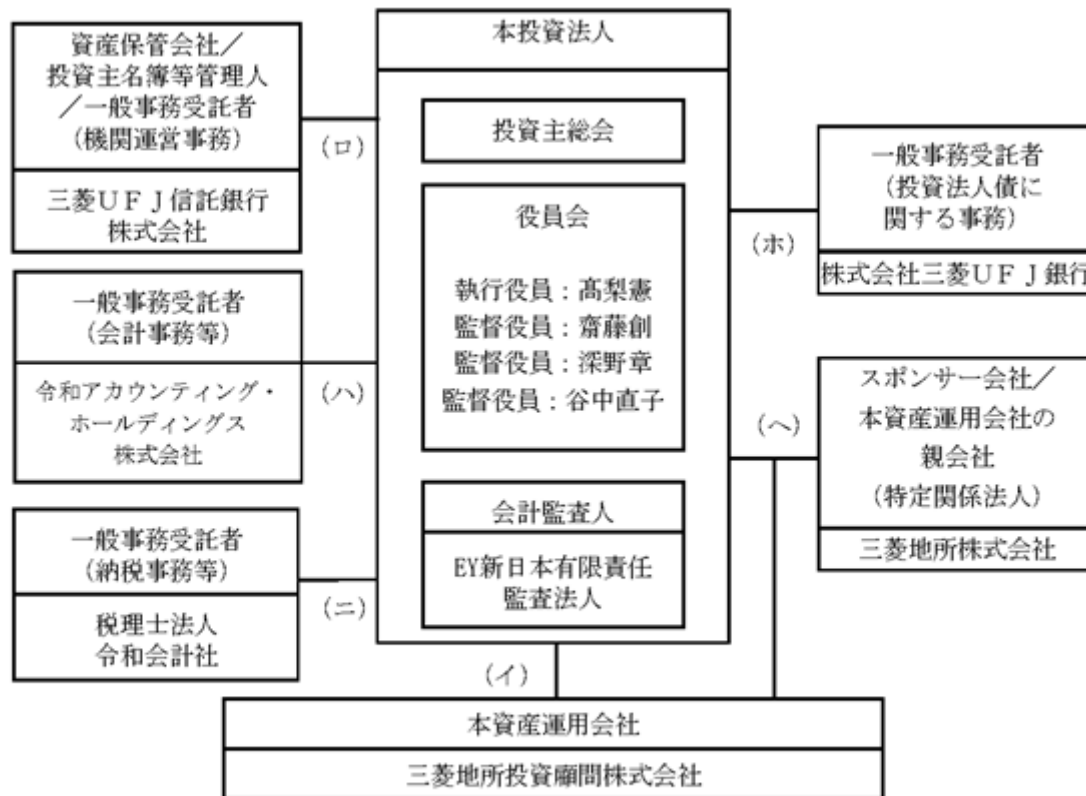 資産保管会社／
投資主名簿等管理人
／一般事務受託者
（機関運営事務）
三菱ＵＦＪ信託銀行
株式会社
（ロ）
一般事務受託者
（会計事務等）
令和アカウンティング・
ホールディングス
株式会社
（ハ）
一般事務受託者
（納税事務等）
税理士法人
令和会計社
（ニ）
本投資法人
投資主総会
役員会
執行役員：髙梨憲
監督役員：齋藤創
監督役員：深野章
監督役員：谷中直子
会計監査人
EY新日本有限責任
監査法人
（ホ）
一般事務受託者
（投資法人債に
関する事務）
株式会社三菱ＵＦＪ銀行
（ヘ）
スポンサー会社／
本資産運用会社の
親会社
（特定関係法人）
三菱地所株式会社
（イ）
本資産運用会社
三菱地所投資顧問株式会社